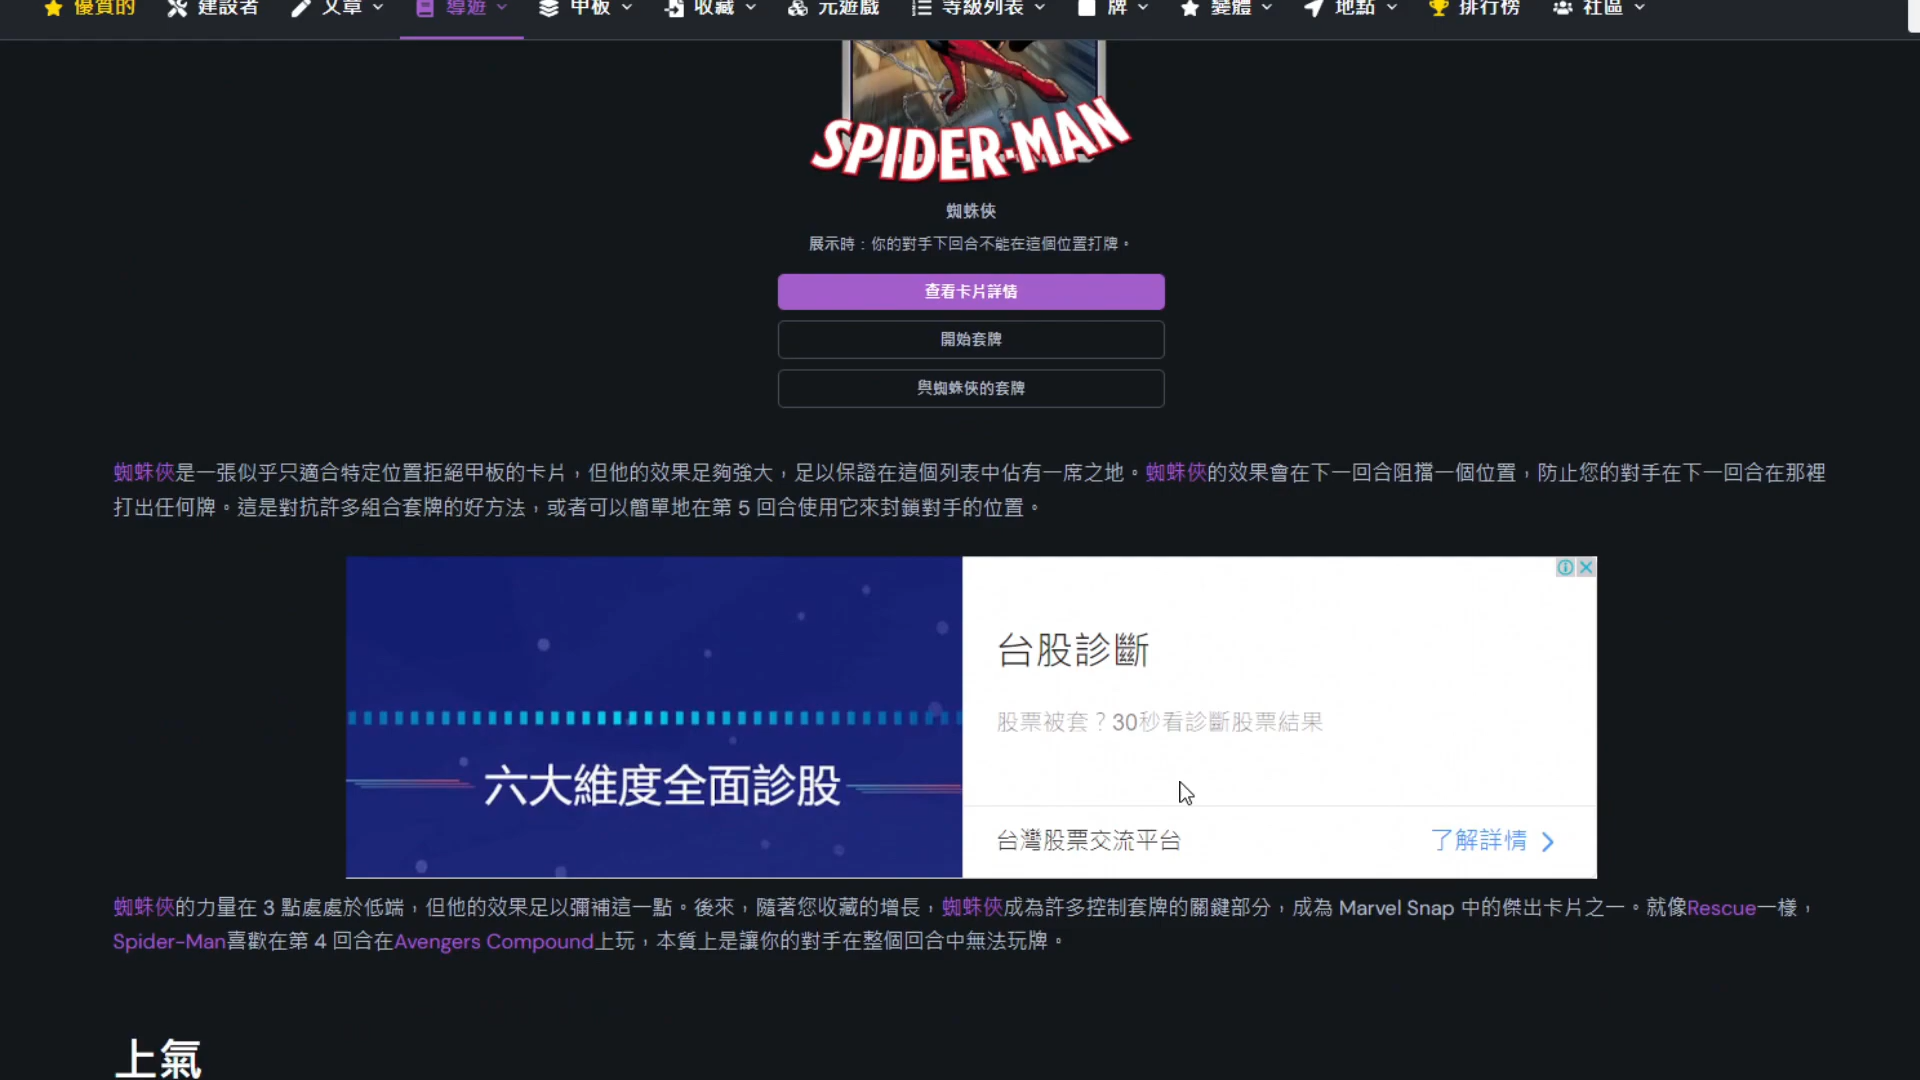 優質的 建設者 文章 導遊 甲板 收藏 元遊戲 等級列表 牌 變體 地點 排行榜 社區
SPIDER-MAN
蜘蛛俠
展示時：你的對手下回合不能在這個位置打牌。
查看卡片詳情
開始套牌
與蜘蛛俠的套牌
蜘蛛俠是一張似乎只適合特定位置拒絕甲板的卡片，但他的效果足夠強大，足以保證在這個列表中佔有一席之地。蜘蛛俠的效果會在下一回合阻擋一個位置，防止您的對手在下一回合在那裡
打出任何牌。這是對抗許多組合套牌的好方法，或者可以簡單地在第 5 回合使用它來封鎖對手的位置。
六大維度全面診股
台股診斷
股票被套？30秒看診斷股票結果
台灣股票交流平台
了解詳情
蜘蛛俠的力量在 3 點處處於低端，但他的效果足以彌補這一點。後來，隨著您收藏的增長，蜘蛛俠成為許多控制套牌的關鍵部分，成為 Marvel Snap 中的傑出卡片之一。就像Rescue一樣，
Spider-Man喜歡在第 4 回合在Avengers Compound上玩，本質上是讓你的對手在整個回合中無法玩牌。
上氣